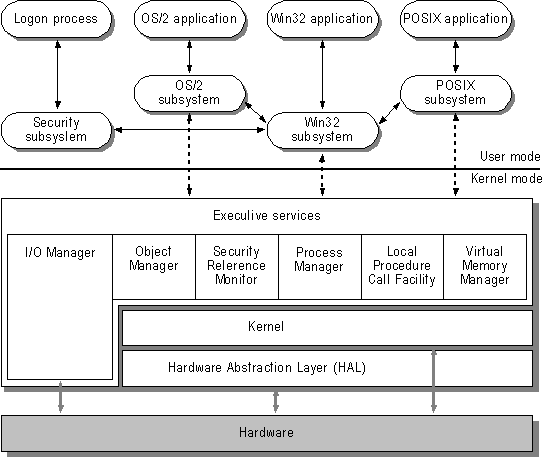 Logon process
OS/2 application
Win32 application
POSIX application
OS/2
subsystem
POSIX
subsystem
Security
subsystem
Win32
subsystem
User mode
Kernel mode
Executive services
I/O Manager
Object
Manager
Security
Relerence
Monitor
Process
Manager
Local
Procedure
Call Facility
Virtual
Memory
Manager
Kernel
Hardware Abstraction Layer (HAL)
Hardware